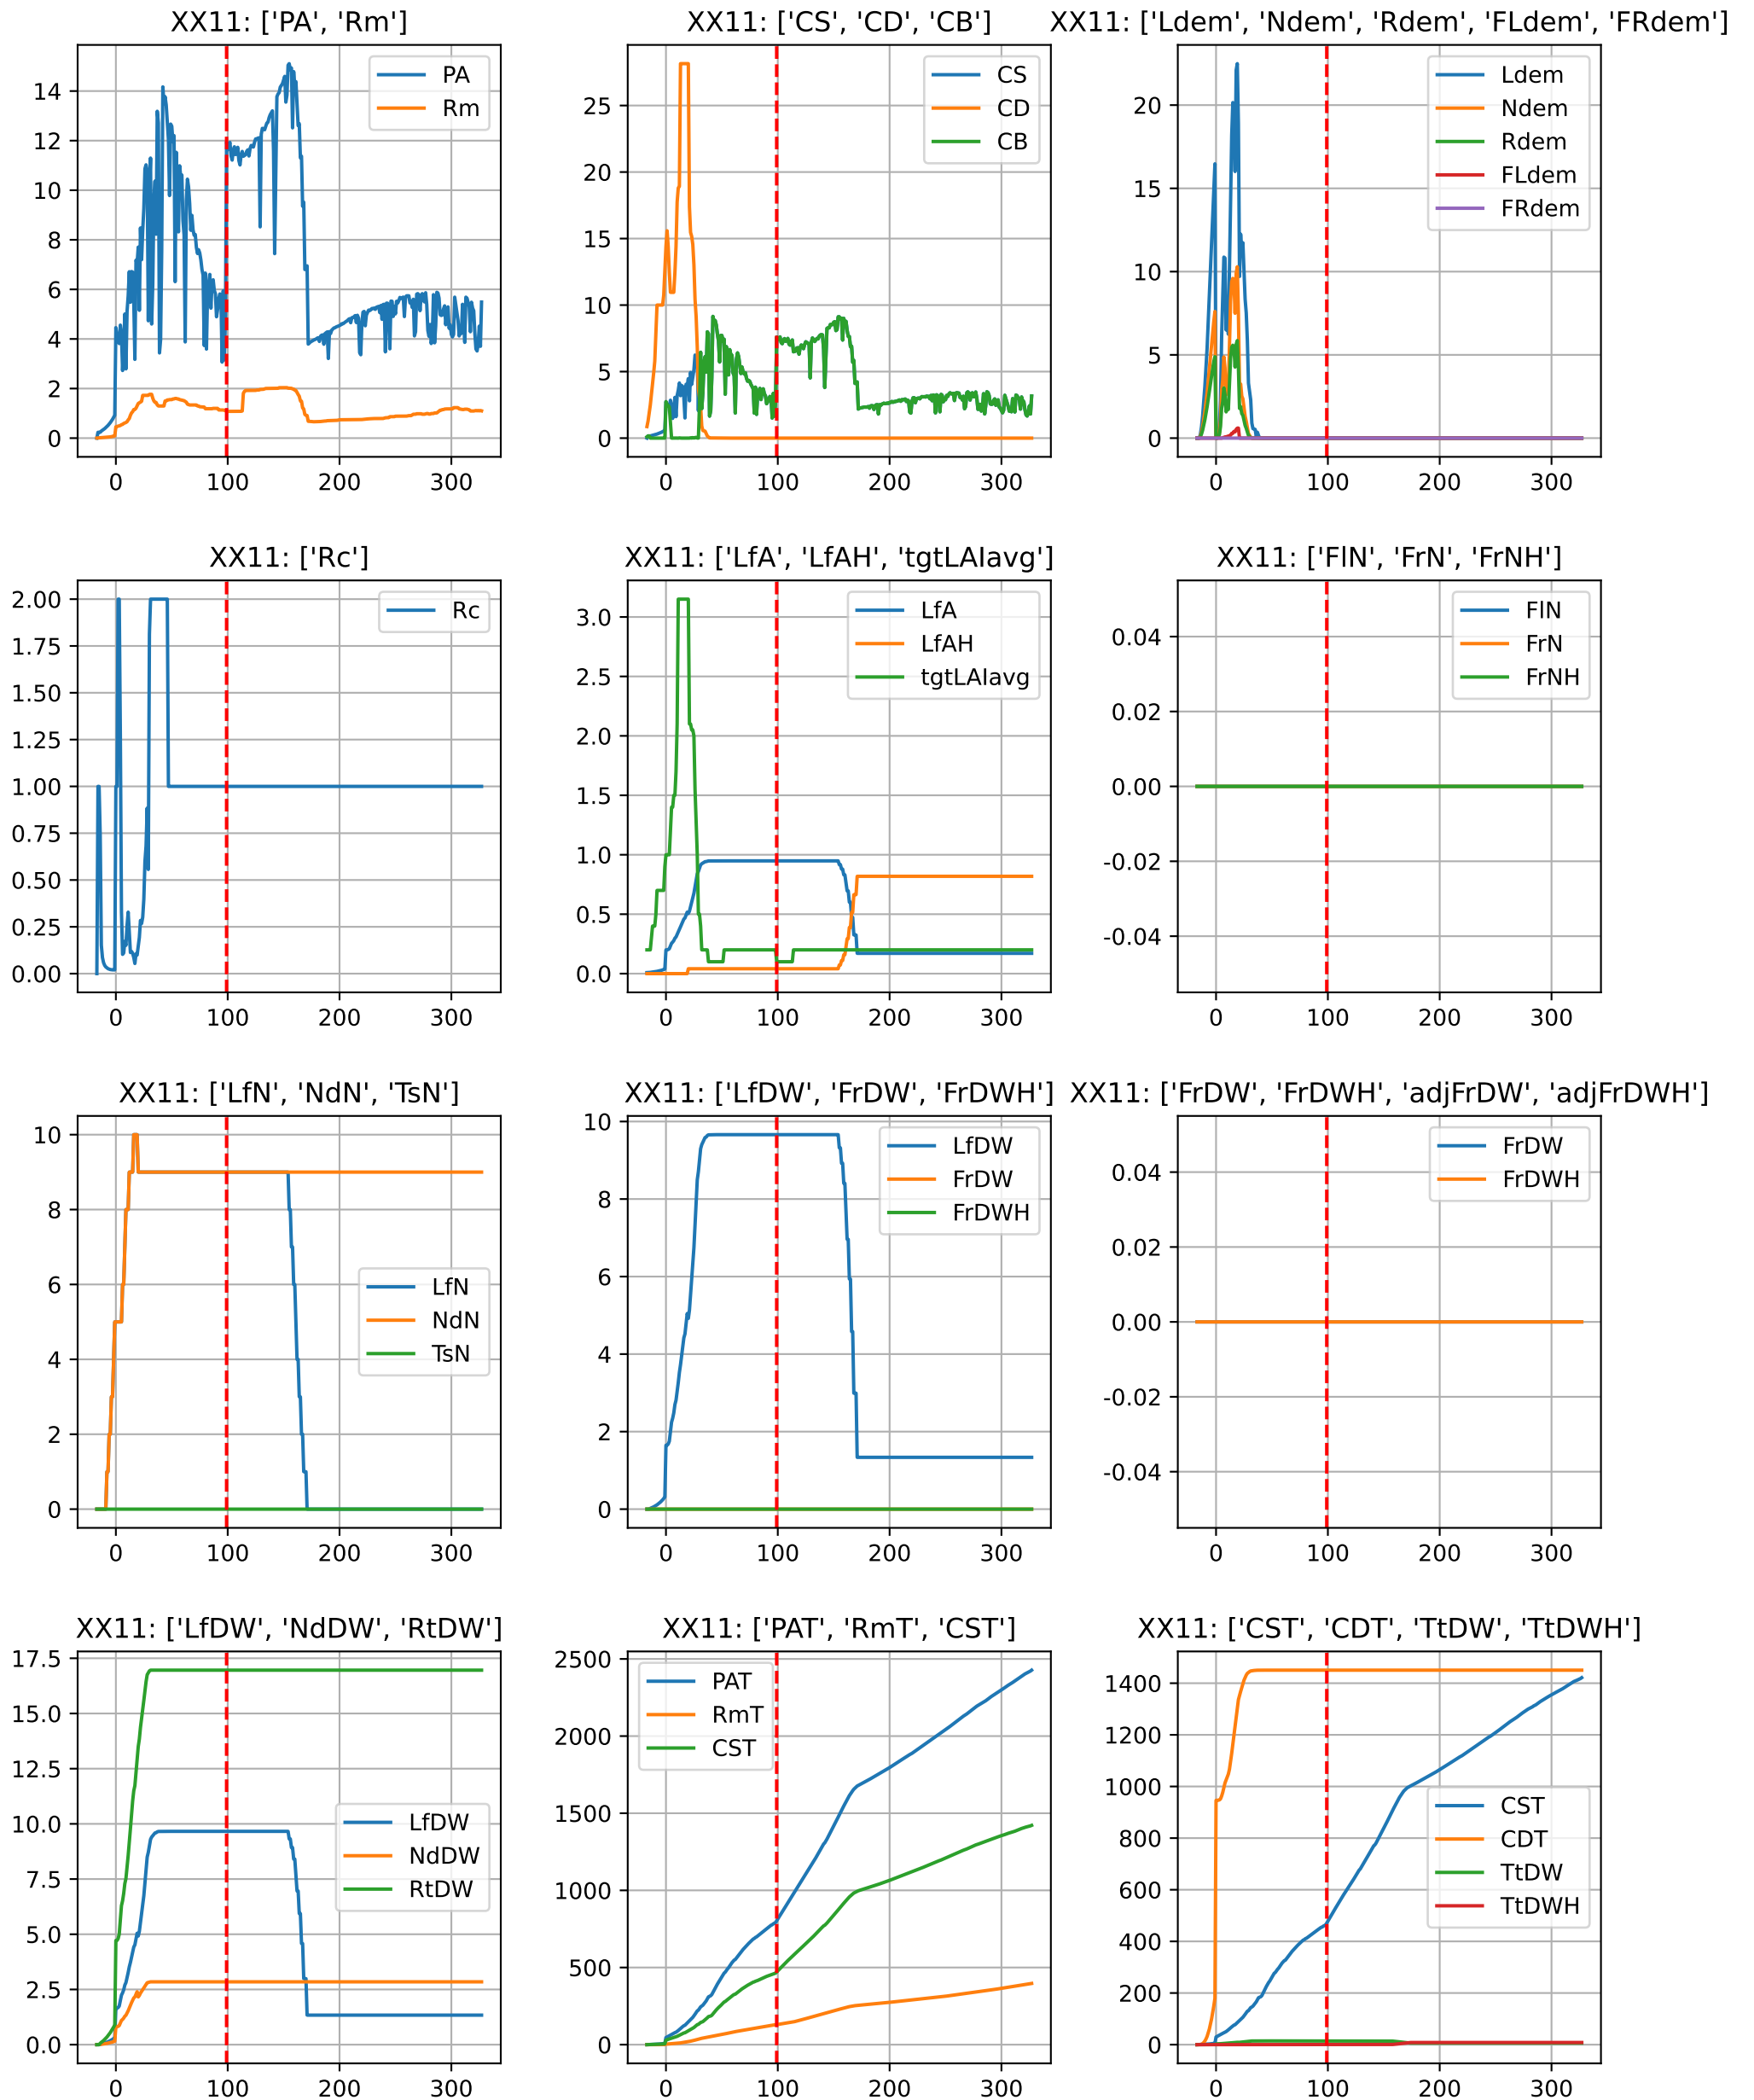 XX11: ['PA', 'Rm']
14
12
10
8
6
4
2
0
0 100 200 300
PA
Rm
XX11: ['CS', 'CD', 'CB']
25
20
15
10
5
0
0 100 200 300
CS
CD
CB
XX11: ['Ldem', 'Ndem', 'Rdem', 'FLdem', 'FRdem']
20
15
10
5
0
0 100 200 300
Ldem
Ndem
Rdem
FLdem
FRdem
XX11: ['Rc']
2.00
1.75
1.50
1.25
1.00
0.75
0.50
0.25
0.00
0 100 200 300
Rc
XX11: ['LfA', 'LfAH', 'tgtLAIavg']
3.0
2.5
2.0
1.5
1.0
0.5
0.0
0 100 200 300
LfA
LfAH
tgtLAIavg
XX11: ['FlN', 'FrN', 'FrNH']
0.04
0.02
0.00
-0.02
-0.04
0 100 200 300
FlN
FrN
FrNH
XX11: ['LfN', 'NdN', 'TsN']
10
8
6
4
2
0
0 100 200 300
LfN
NdN
TsN
XX11: ['LfDW', 'FrDW', 'FrDWH']
10
8
6
4
2
0
0 100 200 300
LfDW
FrDW
FrDWH
XX11: ['FrDW', 'FrDWH', 'adjFrDW', 'adjFrDWH']
0.04
0.02
0.00
-0.02
-0.04
0 100 200 300
FrDW
FrDWH
XX11: ['LfDW', 'NdDW', 'RtDW']
17.5
15.0
12.5
10.0
7.5
5.0
2.5
0.0
0 100 200 300
LfDW
NdDW
RtDW
XX11: ['PAT', 'RmT', 'CST']
2500
2000
1500
1000
500
0
0 100 200 300
PAT
RmT
CST
XX11: ['CST', 'CDT', 'TtDW', 'TtDWH']
1400
1200
1000
800
600
400
200
0
0 100 200 300
CST
CDT
TtDW
TtDWH